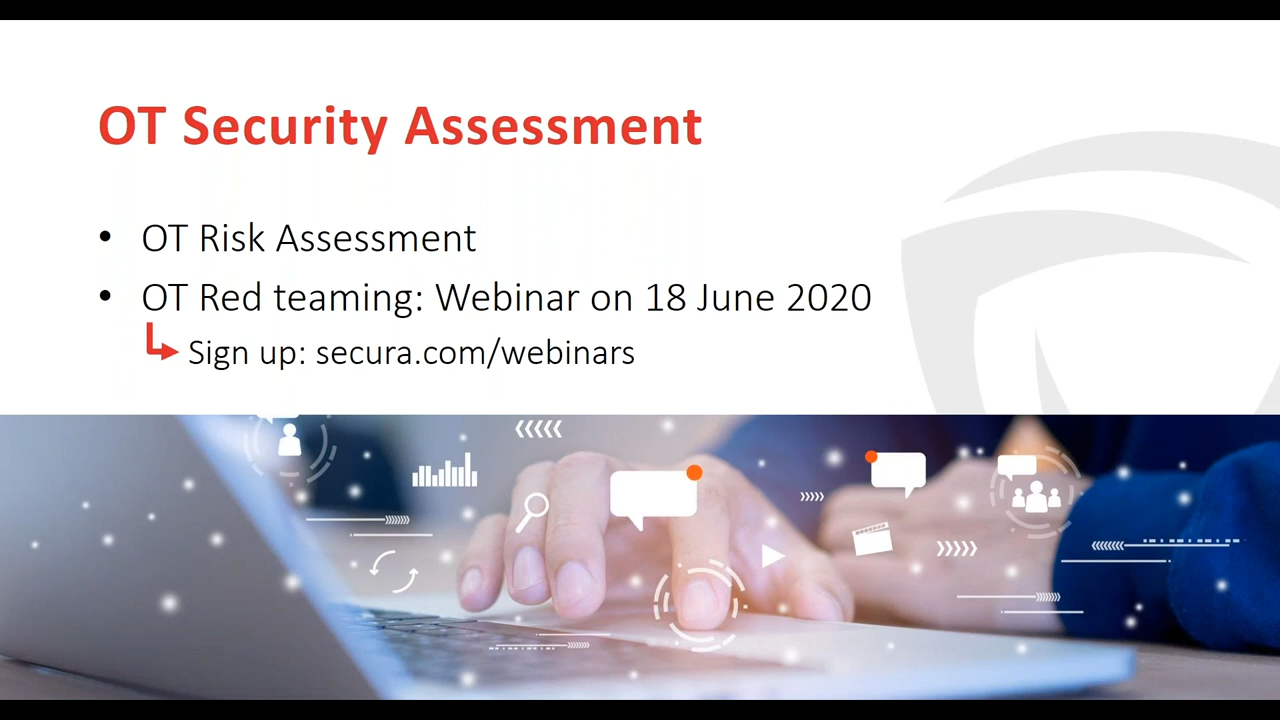 OT Security Assessment
• OT Risk Assessment
• OT Red teaming: Webinar on 18 June 2020
Sign up: secura.com/webinars